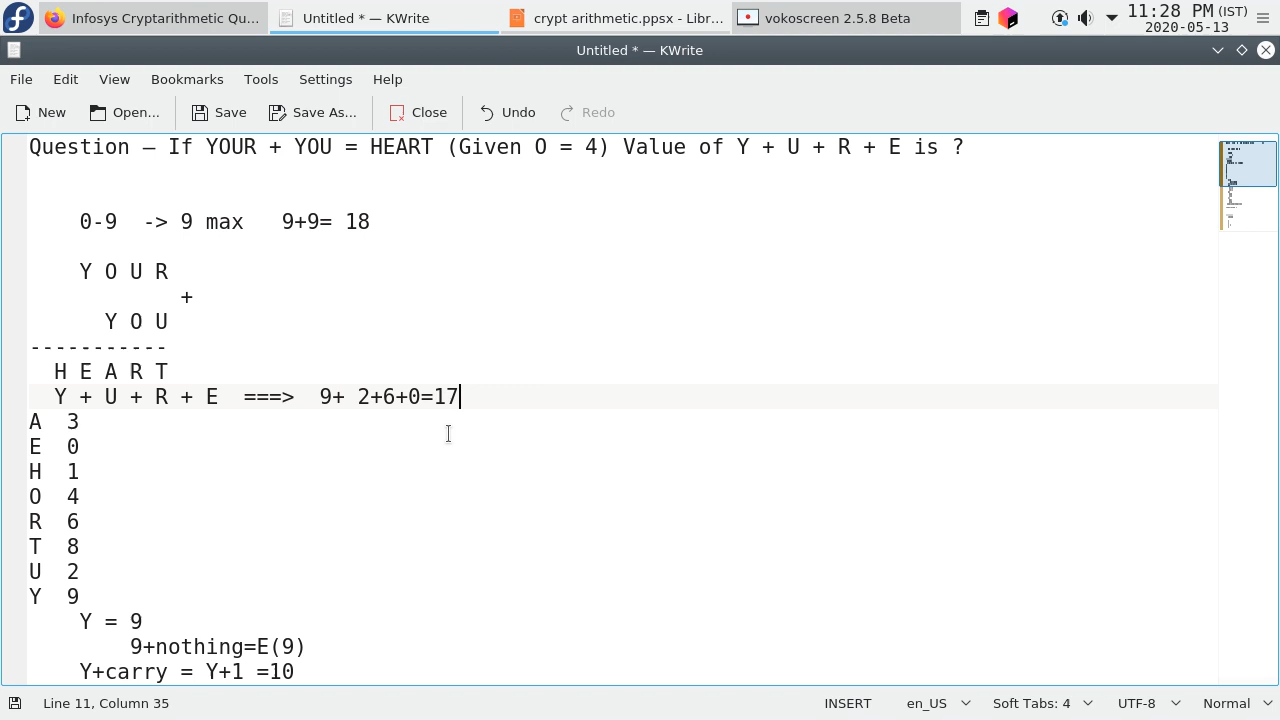 Infosys Cryptarithmetic Qu...
Untitled * — KWrite
crypt arithmetic.ppsx - Libr...
vokoscreen 2.5.8 Beta
11:28 PM (IST)
2020-05-13
Untitled * — KWrite
File Edit View Bookmarks Tools Settings Help
New Open... Save Save As... Close Undo Redo
Question – If YOUR + YOU = HEART (Given O = 4) Value of Y + U + R + E is ?
0-9 -> 9 max 9+9= 18
Y O U R
+
Y O U
-----------
H E A R T
Y + U + R + E ===> 9+ 2+6+0=17
A 3
E 0
H 1
O 4
R 6
T 8
U 2
Y 9
Y = 9
9+nothing=E(9)
Y+carry = Y+1 =10
Line 11, Column 35 INSERT en_US Soft Tabs: 4 UTF-8 Normal